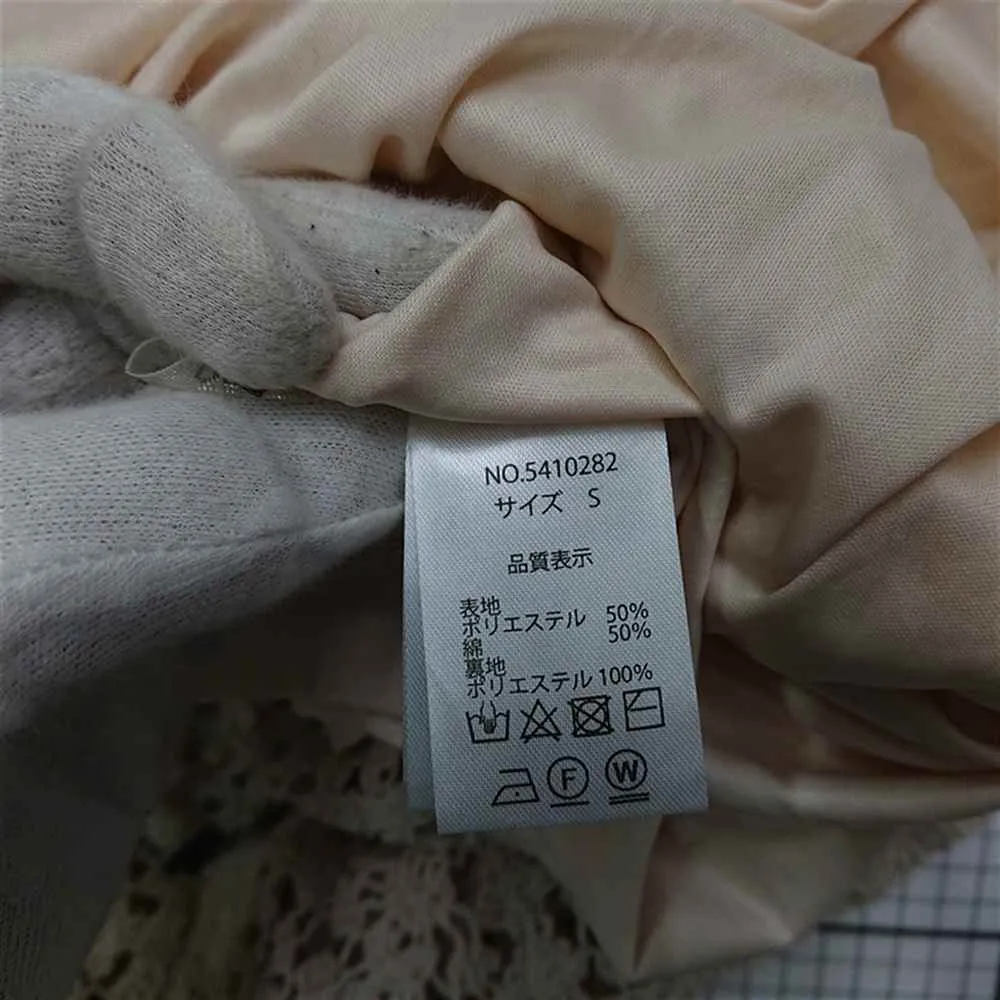 NO.5410282
サイズ S
品質表示
表地
ポリエステル 50%
綿 50%
裏地
ポリエステル 100%
F W